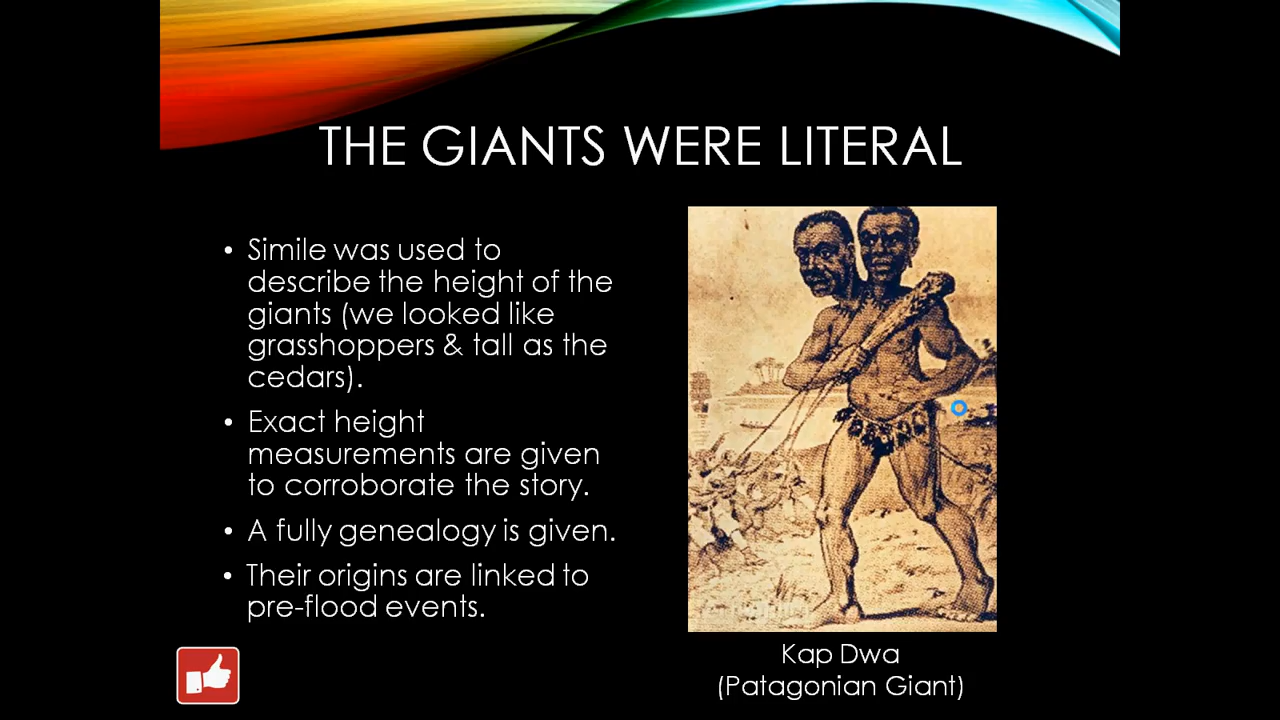 THE GIANTS WERE LITERAL
• Simile was used to
describe the height of the
giants (we looked like
grasshoppers & tall as the
cedars).
• Exact height
measurements are given
to corroborate the story.
• A fully genealogy is given.
• Their origins are linked to
pre-flood events.
Kap Dwa
(Patagonian Giant)